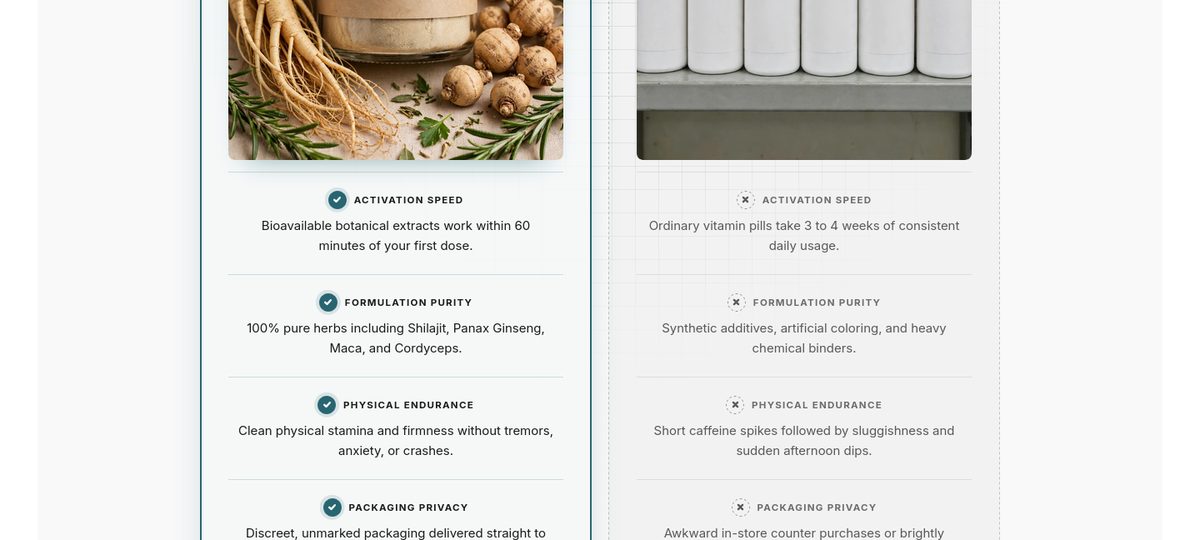 ACTIVATION SPEED
Bioavailable botanical extracts work within 60
minutes of your first dose.
FORMULATION PURITY
100% pure herbs including Shilajit, Panax Ginseng,
Maca, and Cordyceps.
PHYSICAL ENDURANCE
Clean physical stamina and firmness without tremors,
anxiety, or crashes.
PACKAGING PRIVACY
Discreet, unmarked packaging delivered straight to
ACTIVATION SPEED
Ordinary vitamin pills take 3 to 4 weeks of consistent
daily usage.
FORMULATION PURITY
Synthetic additives, artificial coloring, and heavy
chemical binders.
PHYSICAL ENDURANCE
Short caffeine spikes followed by sluggishness and
sudden afternoon dips.
PACKAGING PRIVACY
Awkward in-store counter purchases or brightly